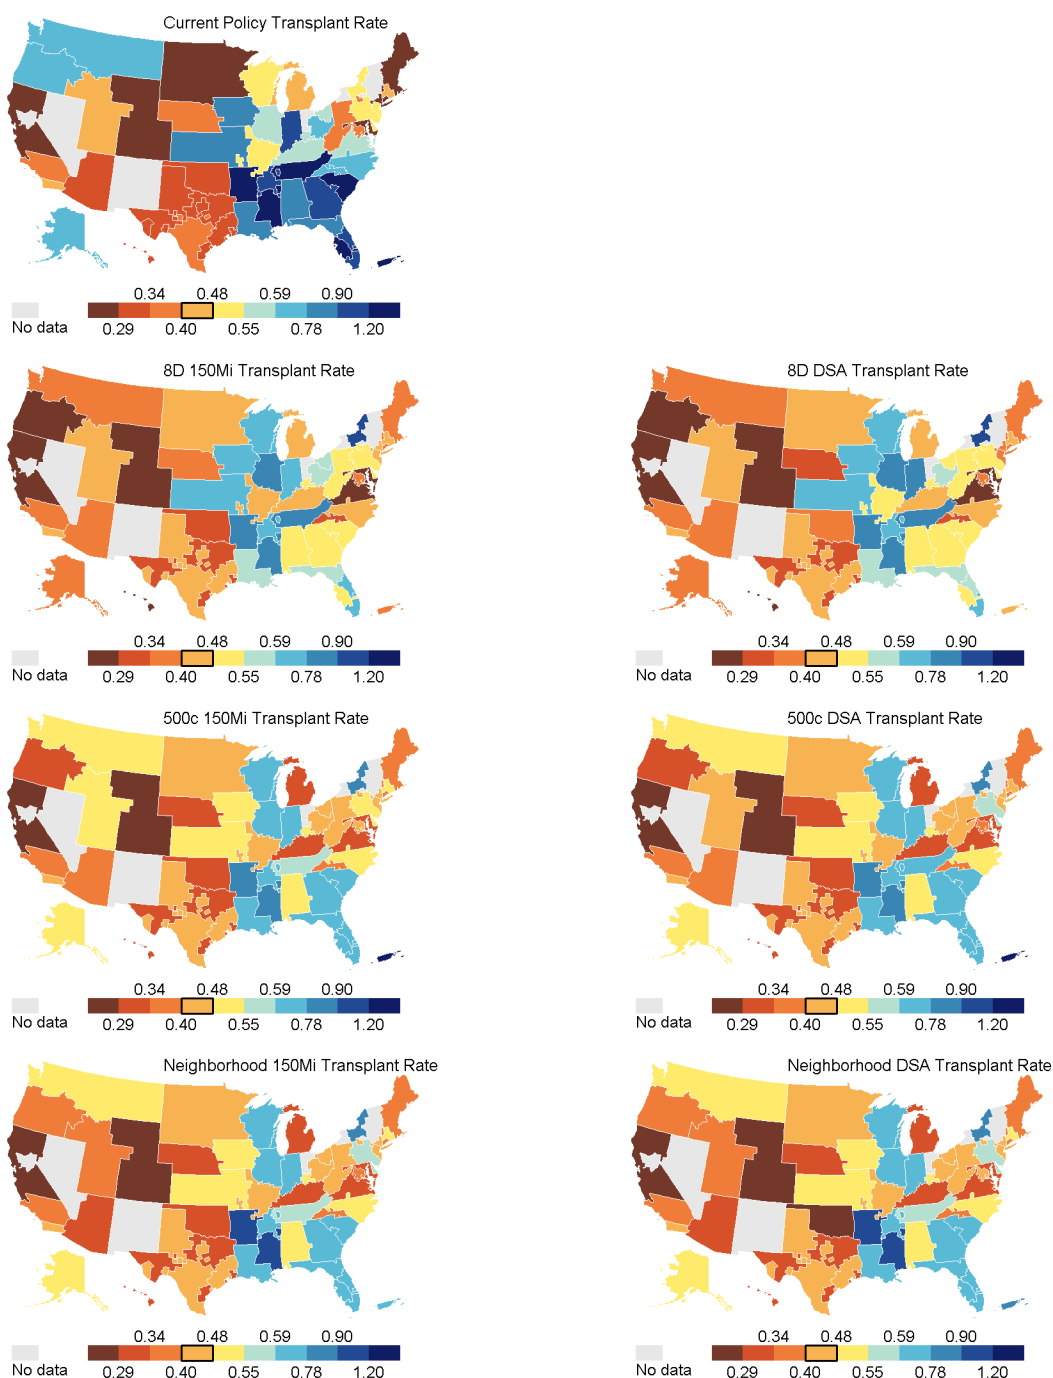 Current Policy Transplant Rate
0.34 0.48 0.59 0.90
No data 0.29 0.40 0.55 0.78 1.20
8D 150Mi Transplant Rate
0.34 0.48 0.59 0.90
No data 0.29 0.40 0.55 0.78 1.20
8D DSA Transplant Rate
0.34 0.48 0.59 0.90
No data 0.29 0.40 0.55 0.78 1.20
500c 150Mi Transplant Rate
0.34 0.48 0.59 0.90
No data 0.29 0.40 0.55 0.78 1.20
500c DSA Transplant Rate
0.34 0.48 0.59 0.90
No data 0.29 0.40 0.55 0.78 1.20
Neighborhood 150Mi Transplant Rate
0.34 0.48 0.59 0.90
No data 0.29 0.40 0.55 0.78 1.20
Neighborhood DSA Transplant Rate
0.34 0.48 0.59 0.90
No data 0.29 0.40 0.55 0.78 1.20